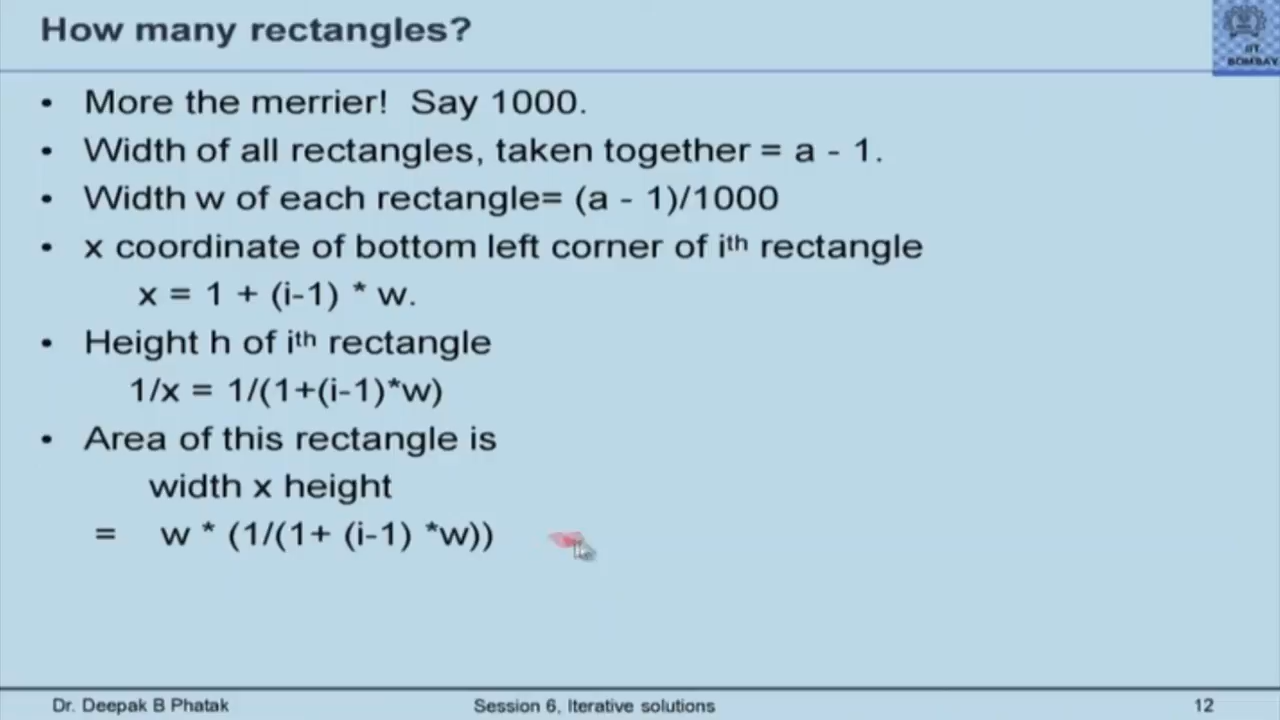 How many rectangles?
IIT
BOMBAY
• More the merrier! Say 1000.
• Width of all rectangles, taken together = a - 1.
• Width w of each rectangle= (a - 1)/1000
• x coordinate of bottom left corner of ith rectangle
x = 1 + (i-1) * w.
• Height h of ith rectangle
1/x = 1/(1+(i-1)*w)
• Area of this rectangle is
width x height
= w * (1/(1+ (i-1) *w))
Dr. Deepak B Phatak
Session 6, Iterative solutions
12